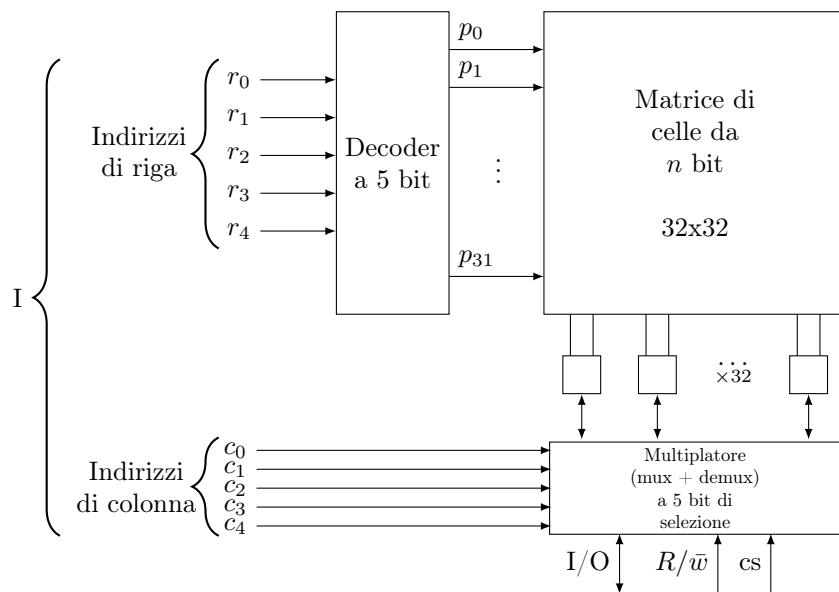 I
Indirizzi
di riga
r₀
r₁
r₂
r₃
r₄
Decoder
a 5 bit
p₀
p₁
⋮
p₃₁
Matrice di
celle da
n bit
32x32
...
×32
Indirizzi
di colonna
c₀
c₁
c₂
c₃
c₄
Multiplatore
(mux + demux)
a 5 bit di
selezione
I/O
R/w̄
cs